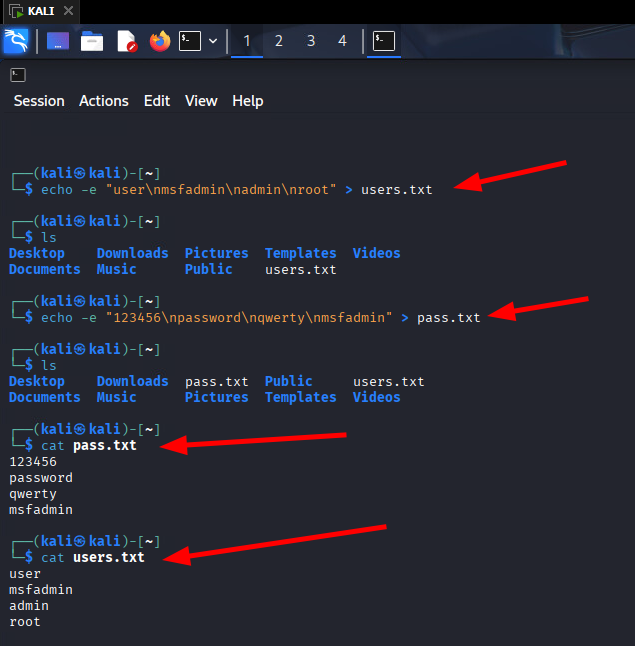 KALI
1 2 3 4
Session Actions Edit View Help
┌──(kali㉿kali)-[~]
└─$ echo -e "user\nmsfadmin\nadmin\nroot" > users.txt
┌──(kali㉿kali)-[~]
└─$ ls
Desktop Downloads Pictures Templates Videos
Documents Music Public users.txt
┌──(kali㉿kali)-[~]
└─$ echo -e "123456\npassword\nqwerty\nmsfadmin" > pass.txt
┌──(kali㉿kali)-[~]
└─$ ls
Desktop Downloads pass.txt Public users.txt
Documents Music Pictures Templates Videos
┌──(kali㉿kali)-[~]
└─$ cat pass.txt
123456
password
qwerty
msfadmin
┌──(kali㉿kali)-[~]
└─$ cat users.txt
user
msfadmin
admin
root